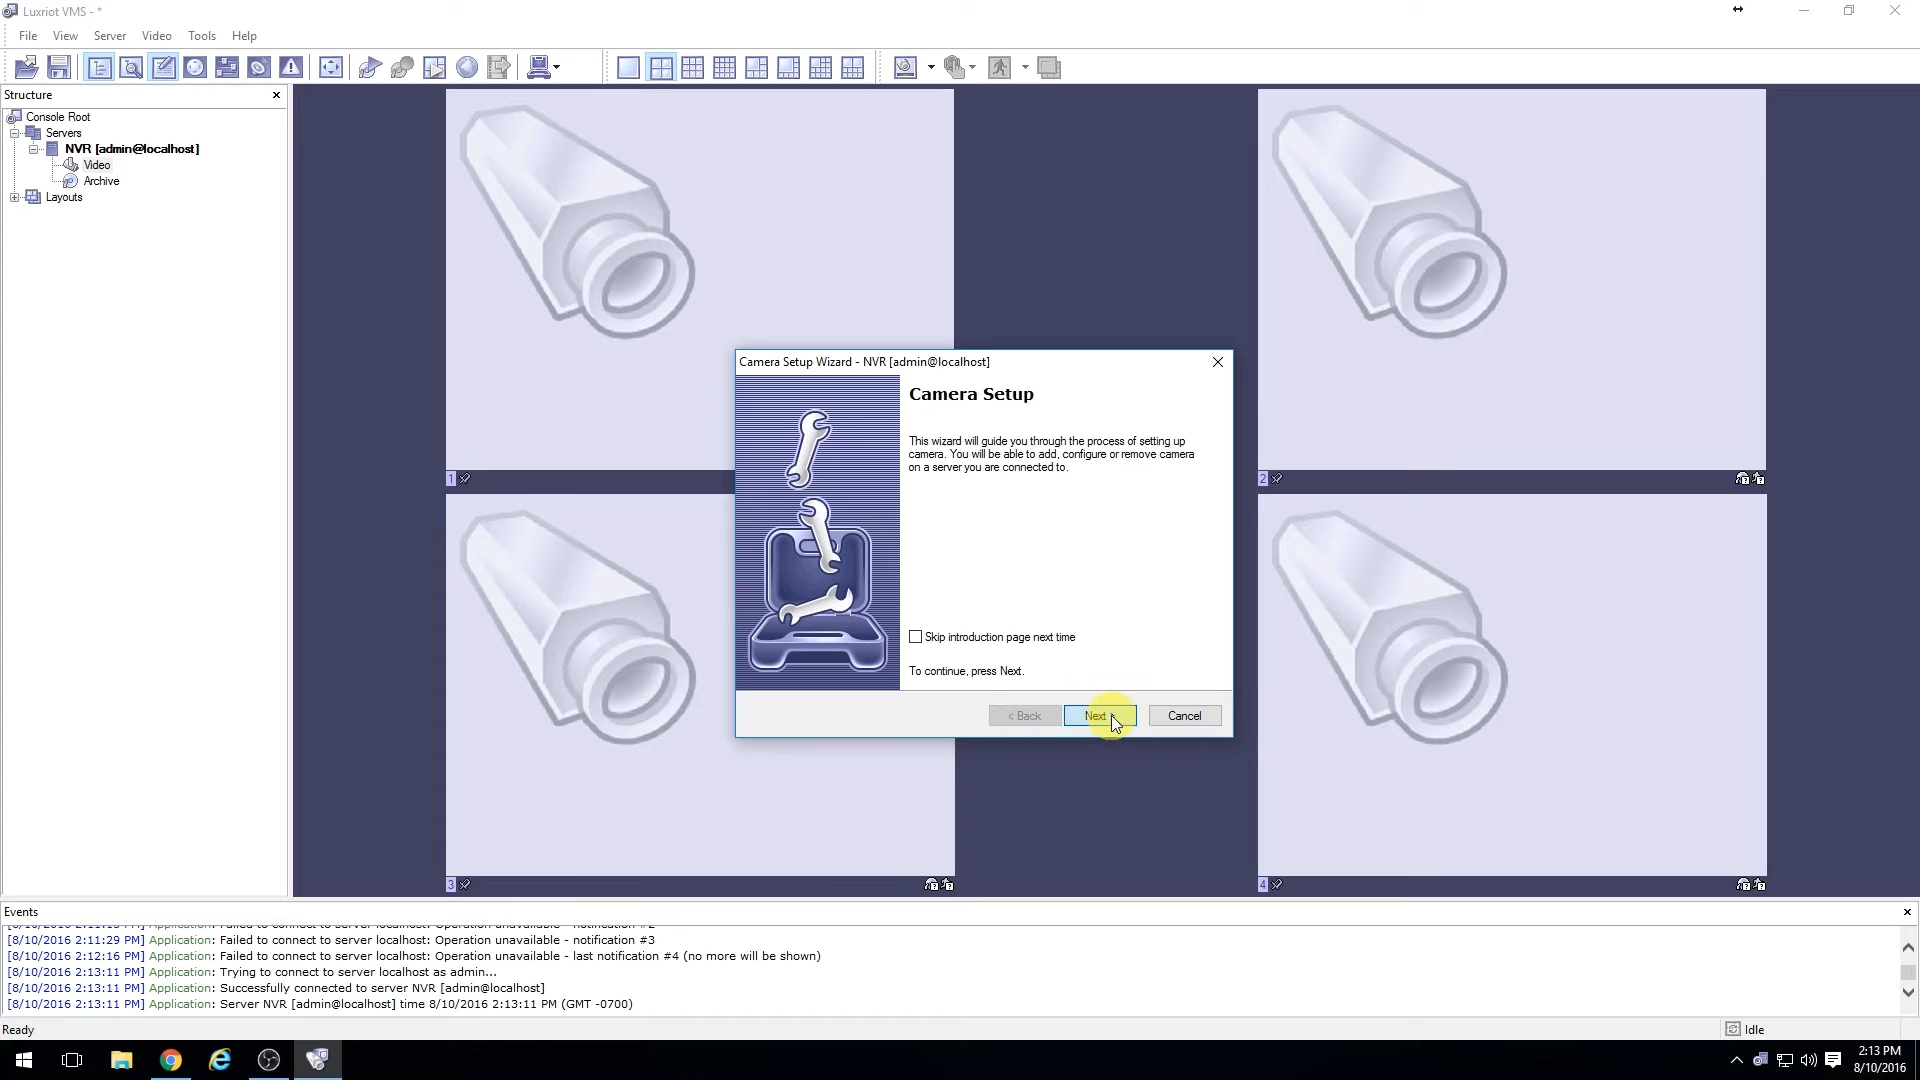 Luxriot VMS - *
File View Server Video Tools Help
Structure
Console Root
Servers
NVR [admin@localhost]
Video
Archive
Layouts
1
2
3
4
Camera Setup Wizard - NVR [admin@localhost]
Camera Setup
This wizard will guide you through the process of setting up
camera. You will be able to add, configure or remove camera
on a server you are connected to.
Skip introduction page next time
To continue, press Next.
< Back Next > Cancel
Events
[8/10/2016 2:11:29 PM] Application: Failed to connect to server localhost: Operation unavailable - notification #3
[8/10/2016 2:12:16 PM] Application: Failed to connect to server localhost: Operation unavailable - last notification #4 (no more will be shown)
[8/10/2016 2:13:11 PM] Application: Trying to connect to server localhost as admin...
[8/10/2016 2:13:11 PM] Application: Successfully connected to server NVR [admin@localhost]
[8/10/2016 2:13:11 PM] Application: Server NVR [admin@localhost] time 8/10/2016 2:13:11 PM (GMT -0700)
Ready
Idle
2:13 PM
8/10/2016